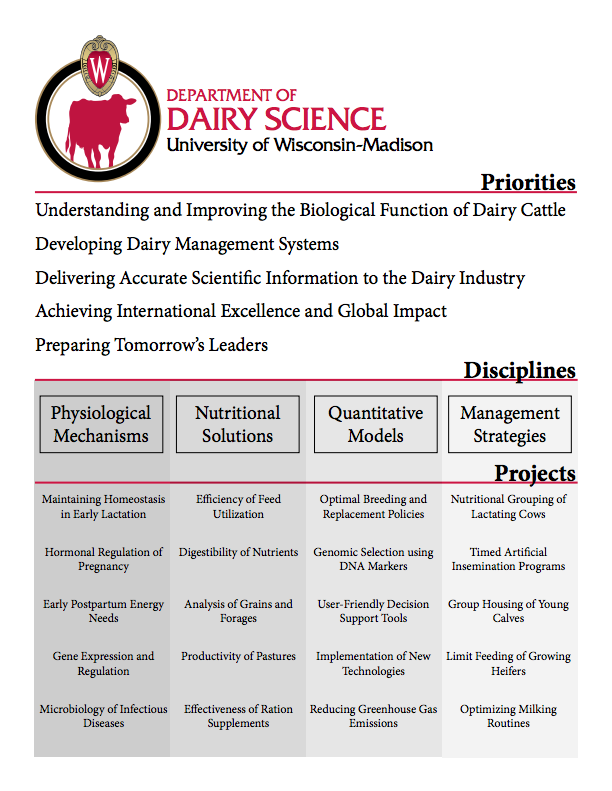 W
DEPARTMENT OF
DAIRY SCIENCE
University of Wisconsin-Madison
Priorities
Understanding and Improving the Biological Function of Dairy Cattle
Developing Dairy Management Systems
Delivering Accurate Scientific Information to the Dairy Industry
Achieving International Excellence and Global Impact
Preparing Tomorrow’s Leaders
Disciplines
Physiological
Mechanisms
Nutritional
Solutions
Quantitative
Models
Management
Strategies
Projects
Maintaining Homeostasis
in Early Lactation
Efficiency of Feed
Utilization
Optimal Breeding and
Replacement Policies
Nutritional Grouping of
Lactating Cows
Hormonal Regulation of
Pregnancy
Digestibility of Nutrients
Genomic Selection using
DNA Markers
Timed Artificial
Insemination Programs
Early Postpartum Energy
Needs
Analysis of Grains and
Forages
User-Friendly Decision
Support Tools
Group Housing of Young
Calves
Gene Expression and
Regulation
Productivity of Pastures
Implementation of New
Technologies
Limit Feeding of Growing
Heifers
Microbiology of Infectious
Diseases
Effectiveness of Ration
Supplements
Reducing Greenhouse Gas
Emissions
Optimizing Milking
Routines